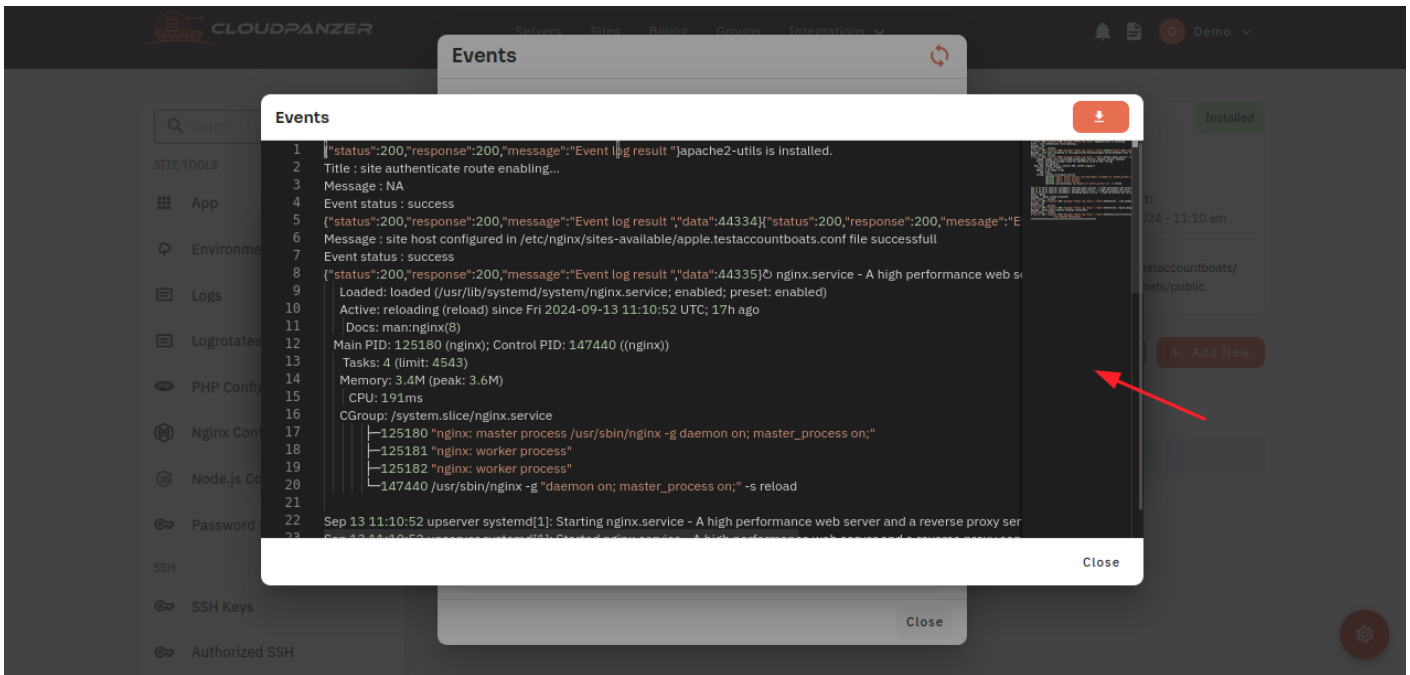 CLOUDPANZER
Servers Sites Billing Groups Integrations
D Demo
Events
Search
Installed
Events
SITE TOOLS
App
Environme
Logs
Logrotates
PHP Config
Nginx Con
Node.js Co
Password
SSH
SSH Keys
Authorized SSH
1 {"status":200,"response":200,"message":"Event log result "}apache2-utils is installed.
2 Title : site authenticate route enabling...
3 Message : NA
4 Event status : success
5 {"status":200,"response":200,"message":"Event log result ","data":44334}{"status":200,"response":200,"message":"E
6 Message : site host configured in /etc/nginx/sites-available/apple.testaccountboats.conf file successfull
7 Event status : success
8 {"status":200,"response":200,"message":"Event log result ","data":44335}↻ nginx.service - A high performance web se
9 Loaded: loaded (/usr/lib/systemd/system/nginx.service; enabled; preset: enabled)
10 Active: reloading (reload) since Fri 2024-09-13 11:10:52 UTC; 17h ago
11 Docs: man:nginx(8)
12 Main PID: 125180 (nginx); Control PID: 147440 ((nginx))
13 Tasks: 4 (limit: 4543)
14 Memory: 3.4M (peak: 3.6M)
15 CPU: 191ms
16 CGroup: /system.slice/nginx.service
17 ├─125180 "nginx: master process /usr/sbin/nginx -g daemon on; master_process on;"
18 ├─125181 "nginx: worker process"
19 ├─125182 "nginx: worker process"
20 └─147440 /usr/sbin/nginx -g "daemon on; master_process on;" -s reload
21
22 Sep 13 11:10:52 upserver systemd[1]: Starting nginx.service - A high performance web server and a reverse proxy ser
23
t:
024 - 11:10 am
estaccountboats/
oats/public
+ Add New
Close
Close